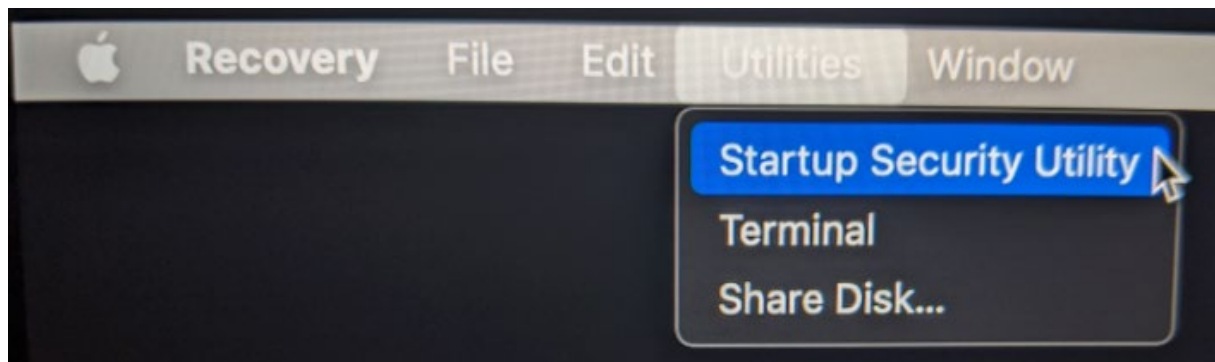 Recovery File Edit Utilities Window
Startup Security Utility
Terminal
Share Disk...